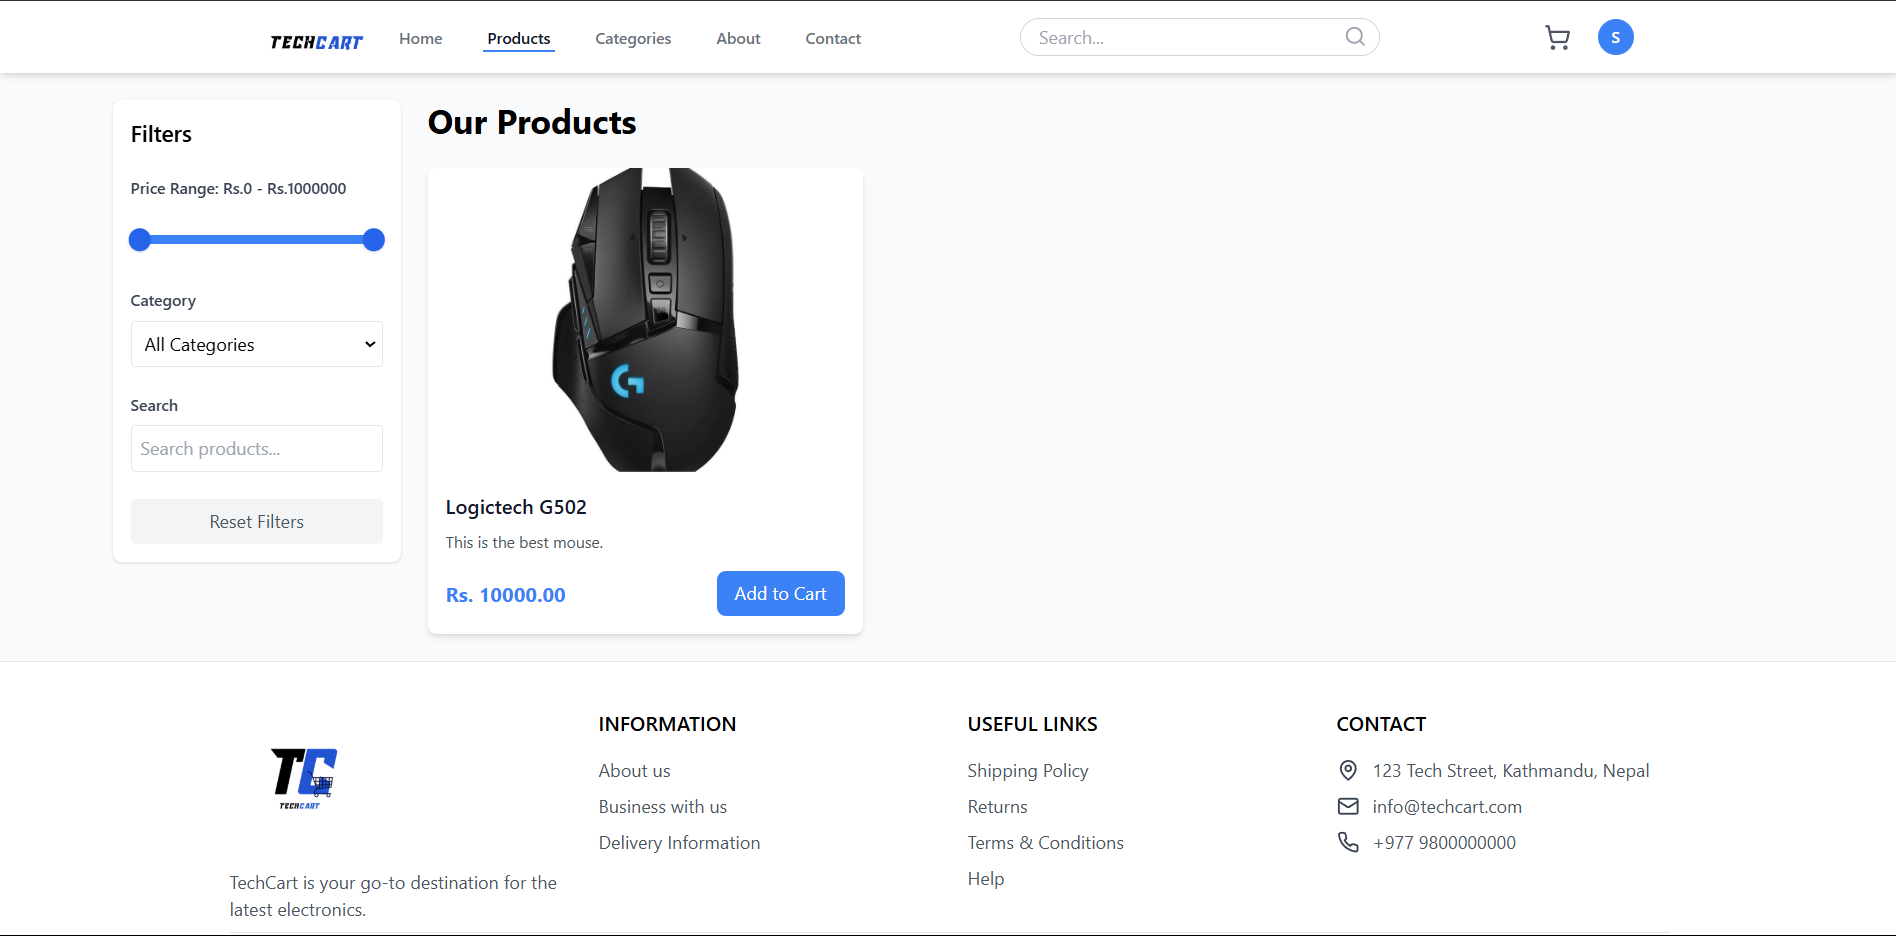 TECHCART
Home
Products
Categories
About
Contact
Search...
S
Filters
Price Range: Rs.0 - Rs.1000000
Category
All Categories
Search
Search products...
Reset Filters
Our Products
Logictech G502
This is the best mouse.
Rs. 10000.00
Add to Cart
TC
TECHCART
TechCart is your go-to destination for the
latest electronics.
INFORMATION
About us
Business with us
Delivery Information
USEFUL LINKS
Shipping Policy
Returns
Terms & Conditions
Help
CONTACT
123 Tech Street, Kathmandu, Nepal
info@techcart.com
+977 9800000000